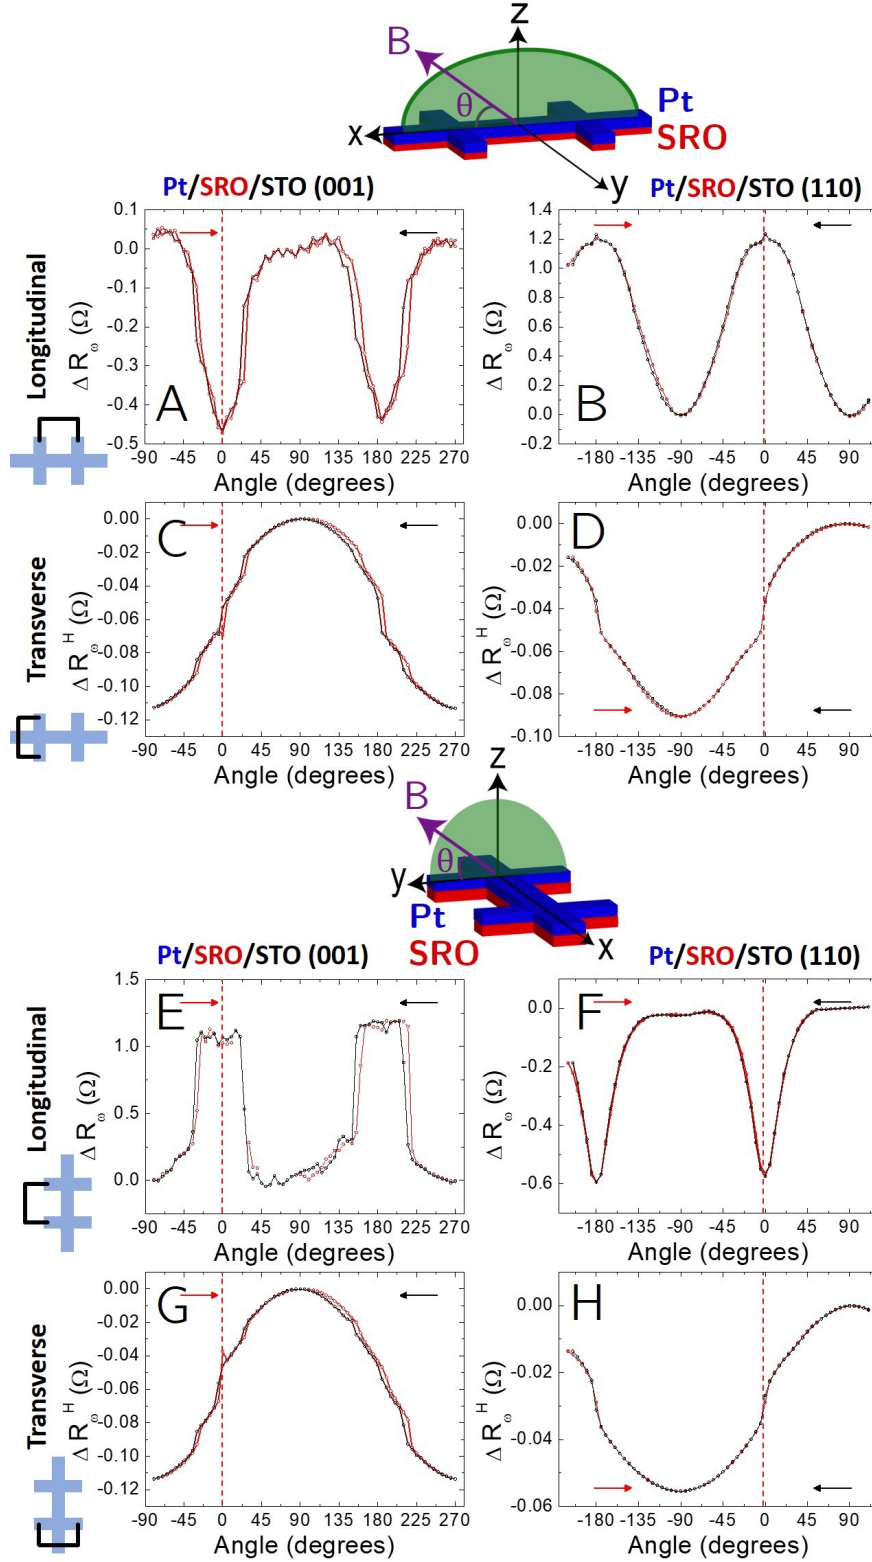 z
B
θ
Pt
x
SRO
y
Pt/SRO/STO (001)
Pt/SRO/STO (110)
Longitudinal
Δ R_ω (Ω)
0.1
0.0
-0.1
-0.2
-0.3
-0.4
-0.5
A
-90 -45 0 45 90 135 180 225 270
Angle (degrees)
Δ R_ω (Ω)
1.4
1.2
1.0
0.8
0.6
0.4
0.2
0.0
-0.2
B
-180 -135 -90 -45 0 45 90
Angle (degrees)
Transverse
Δ R_ω^H (Ω)
0.00
-0.02
-0.04
-0.06
-0.08
-0.10
-0.12
C
-90 -45 0 45 90 135 180 225 270
Angle (degrees)
Δ R_ω^H (Ω)
0.00
-0.02
-0.04
-0.06
-0.08
-0.10
D
-180 -135 -90 -45 0 45 90
Angle (degrees)
z
B
θ
y
Pt
SRO
x
Pt/SRO/STO (001)
Pt/SRO/STO (110)
Longitudinal
Δ R_ω (Ω)
1.5
1.0
0.5
0.0
E
-90 -45 0 45 90 135 180 225 270
Angle (degrees)
Δ R_ω (Ω)
0.0
-0.2
-0.4
-0.6
F
-180 -135 -90 -45 0 45 90
Angle (degrees)
Transverse
Δ R_ω^H (Ω)
0.00
-0.02
-0.04
-0.06
-0.08
-0.10
-0.12
G
-90 -45 0 45 90 135 180 225 270
Angle (degrees)
Δ R_ω^H (Ω)
0.00
-0.02
-0.04
-0.06
H
-180 -135 -90 -45 0 45 90
Angle (degrees)